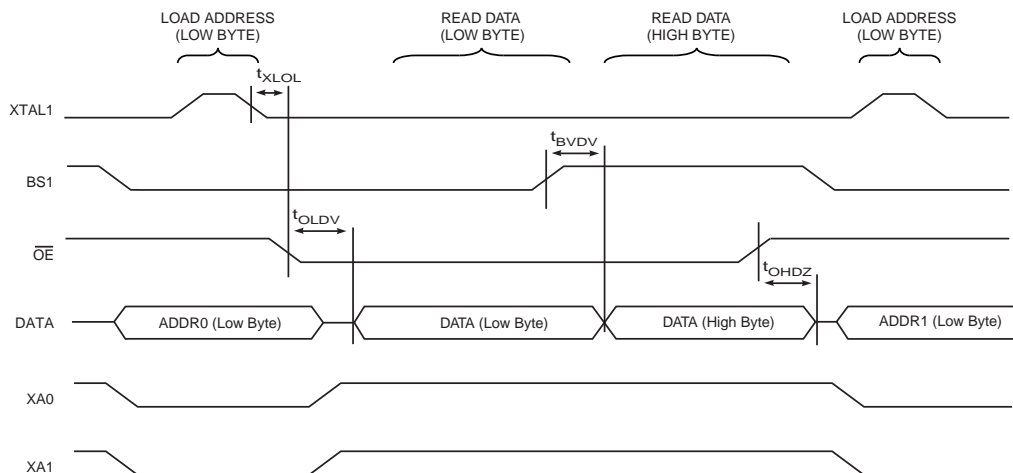 LOAD ADDRESS
(LOW BYTE)
READ DATA
(LOW BYTE)
READ DATA
(HIGH BYTE)
LOAD ADDRESS
(LOW BYTE)
tXLOL
XTAL1
tBVDV
BS1
tOLDV
OE
tOHDZ
DATA
ADDR0 (Low Byte)
DATA (Low Byte)
DATA (High Byte)
ADDR1 (Low Byte)
XA0
XA1